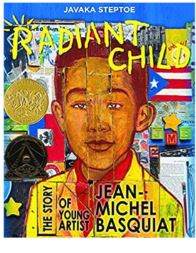 JAVAKA STEPTOE
RADIANT CHILD
THE STORY
OF YOUNG
ARTIST
JEAN-
MICHEL
BASQUIAT